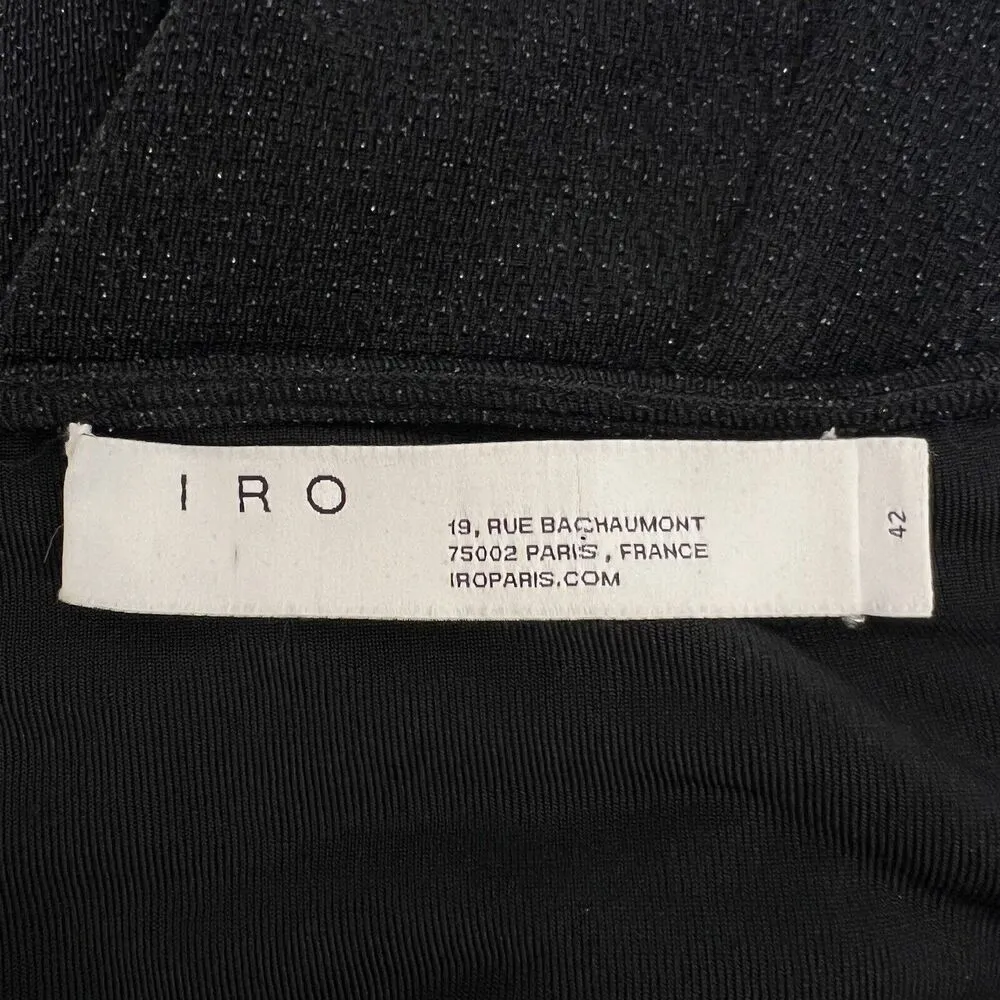 I R O
19, RUE BACHAUMONT
75002 PARIS, FRANCE
IROPARIS.COM
42